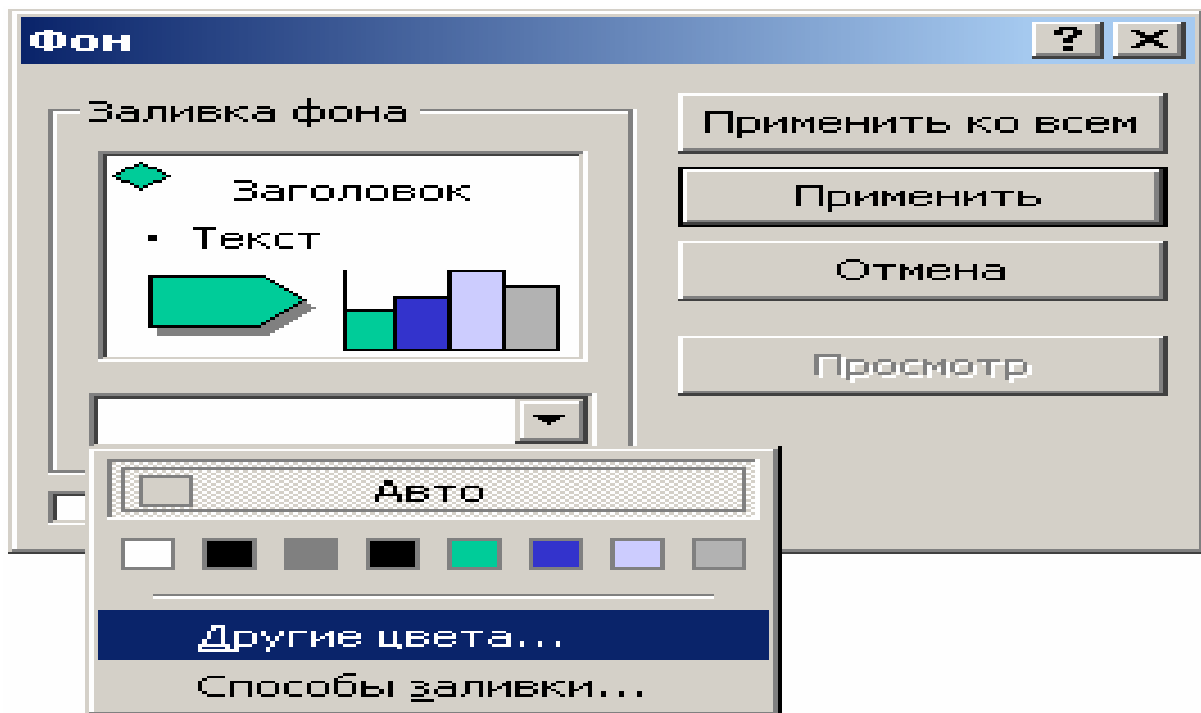 Фон
Заливка фона
Заголовок
• Текст
Применить ко всем
Применить
Отмена
Просмотр
Авто
Другие цвета...
Способы заливки...